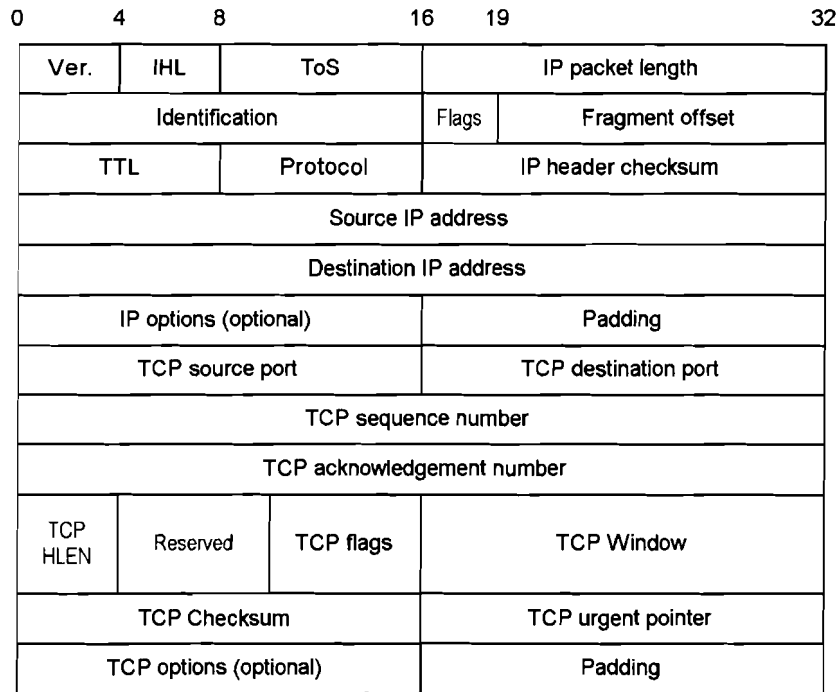 0 4 8 16 19 32
Ver. IHL ToS IP packet length
Identification Flags Fragment offset
TTL Protocol IP header checksum
Source IP address
Destination IP address
IP options (optional) Padding
TCP source port TCP destination port
TCP sequence number
TCP acknowledgement number
TCP HLEN Reserved TCP flags TCP Window
TCP Checksum TCP urgent pointer
TCP options (optional) Padding